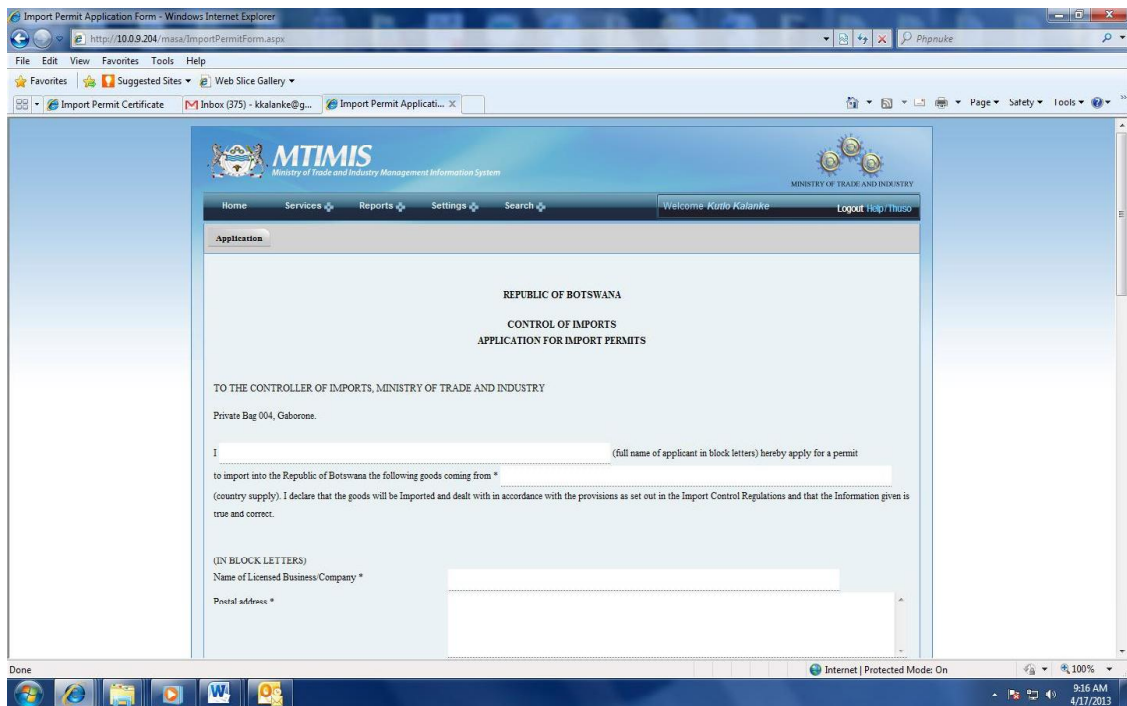 Import Permit Application Form - Windows Internet Explorer
http://10.0.9.204/masa/ImportPermitForm.aspx
Phpnuke
File Edit View Favorites Tools Help
Favorites Suggested Sites Web Slice Gallery
Import Permit Certificate Inbox (375) - kkalanke@g... Import Permit Applicati... X Page Safety Tools
MTIMIS
Ministry of Trade and Industry Management Information System
MINISTRY OF TRADE AND INDUSTRY
Home Services Reports Settings Search Welcome Kutlo Kalanke Logout Help/Thuso
Application
REPUBLIC OF BOTSWANA
CONTROL OF IMPORTS
APPLICATION FOR IMPORT PERMITS
TO THE CONTROLLER OF IMPORTS, MINISTRY OF TRADE AND INDUSTRY
Private Bag 004, Gaborone.
I (full name of applicant in block letters) hereby apply for a permit
to import into the Republic of Botswana the following goods coming from *
(country supply). I declare that the goods will be Imported and dealt with in accordance with the provisions as set out in the Import Control Regulations and that the Information given is
true and correct.
(IN BLOCK LETTERS)
Name of Licensed Business/Company *
Postal address *
Done Internet | Protected Mode: On 100%
9:16 AM
4/17/2013